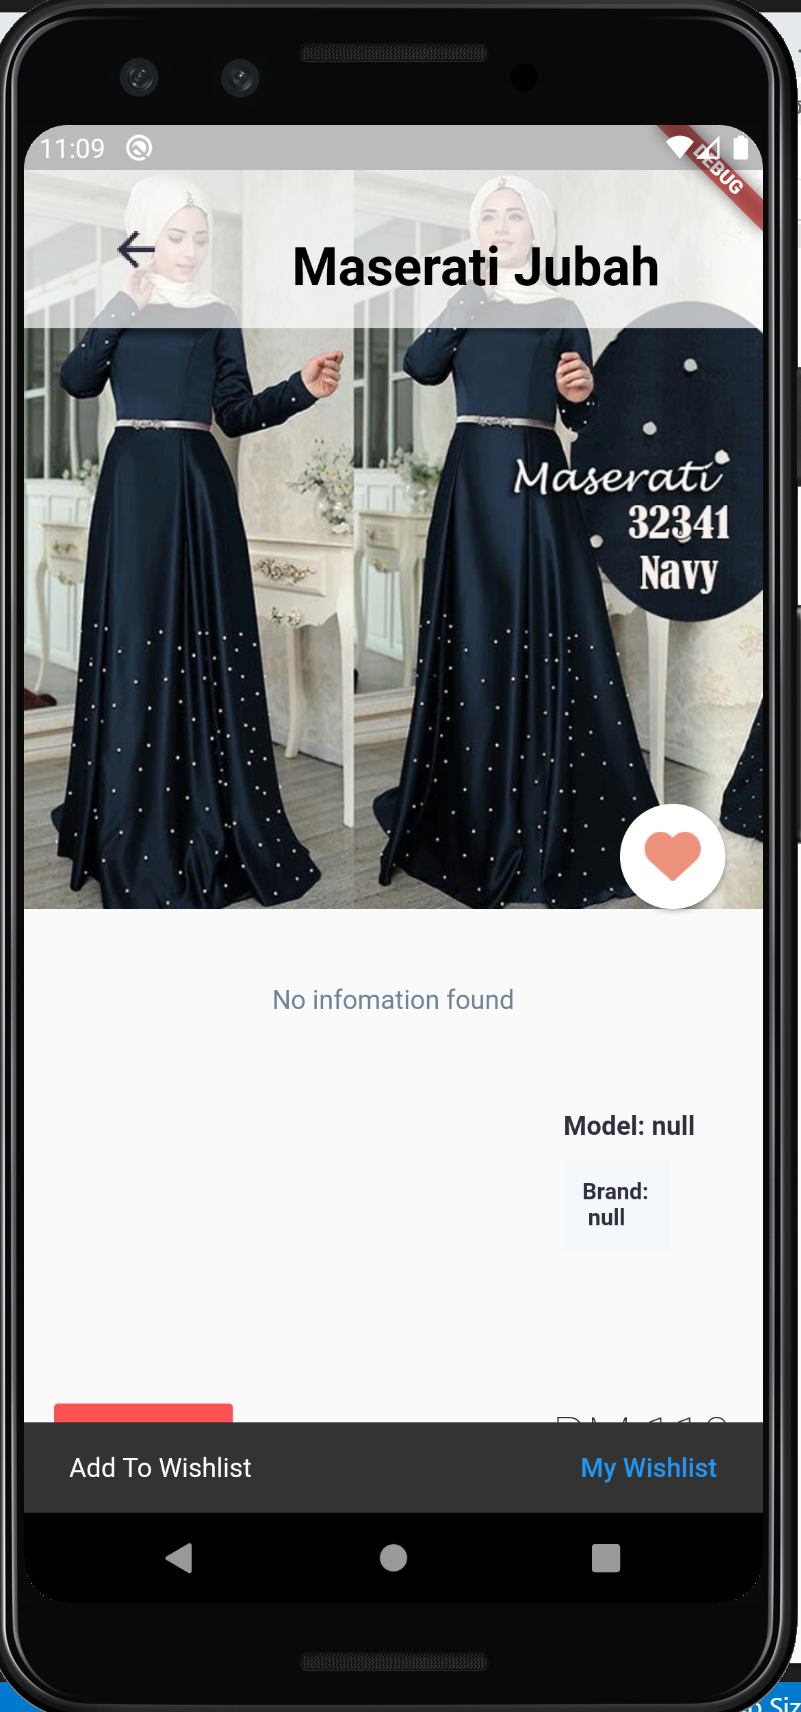 11:09
DEBUG
Maserati Jubah
Maserati
32341
Navy
No infomation found
Model: null
Brand:
null
Add To Wishlist
My Wishlist